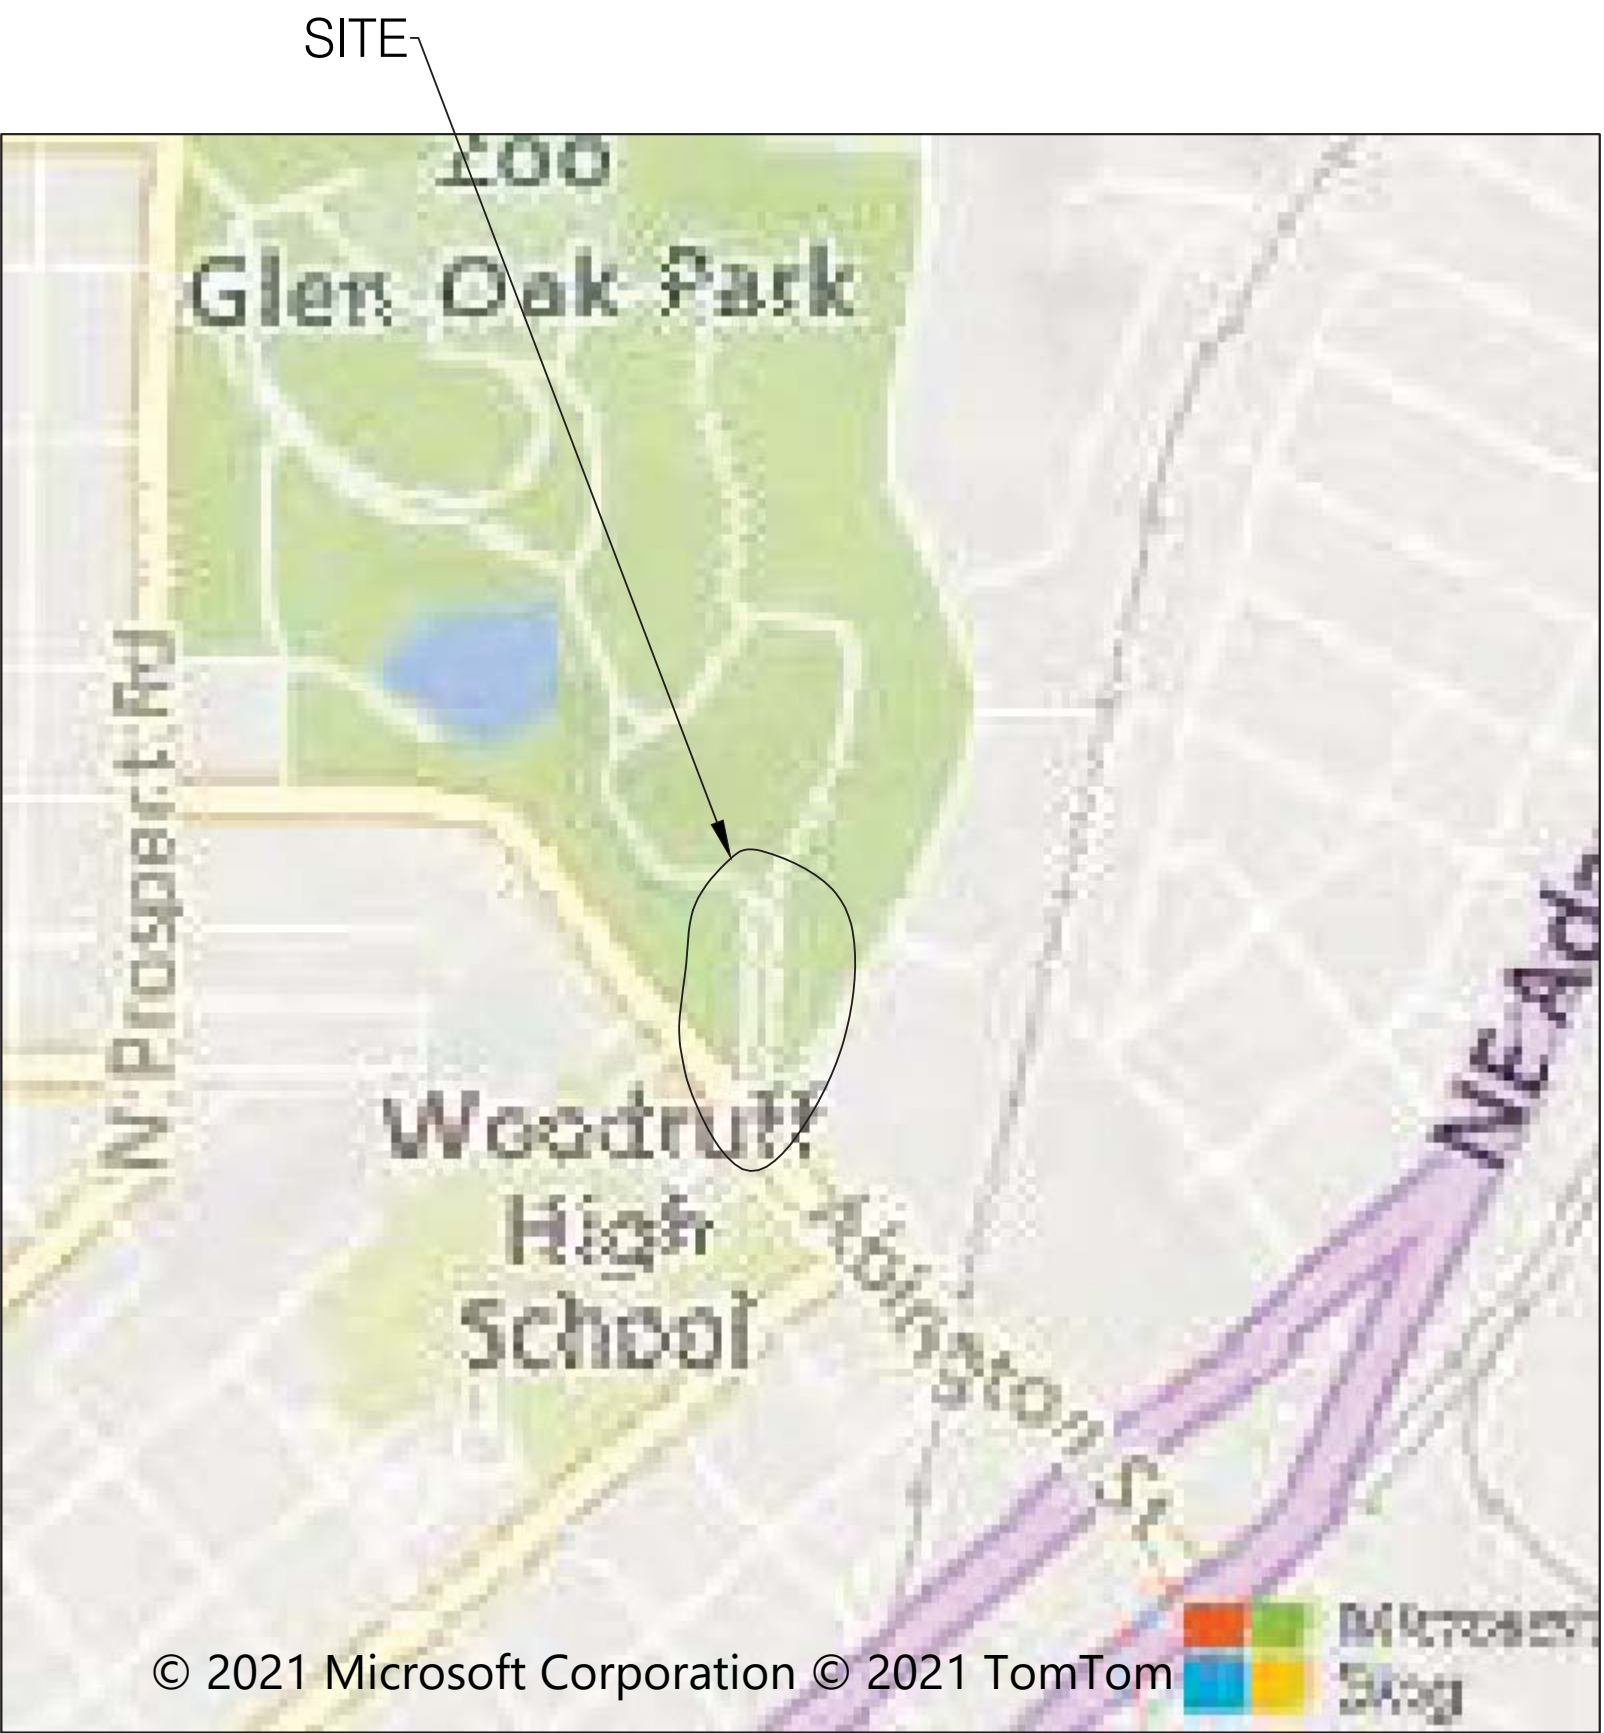 SITE
Zoo
Glen Oak Park
N Prospect Rd
NE Ada
Woodruff
High
School
Abington St
Microsoft
Bing
© 2021 Microsoft Corporation © 2021 TomTom